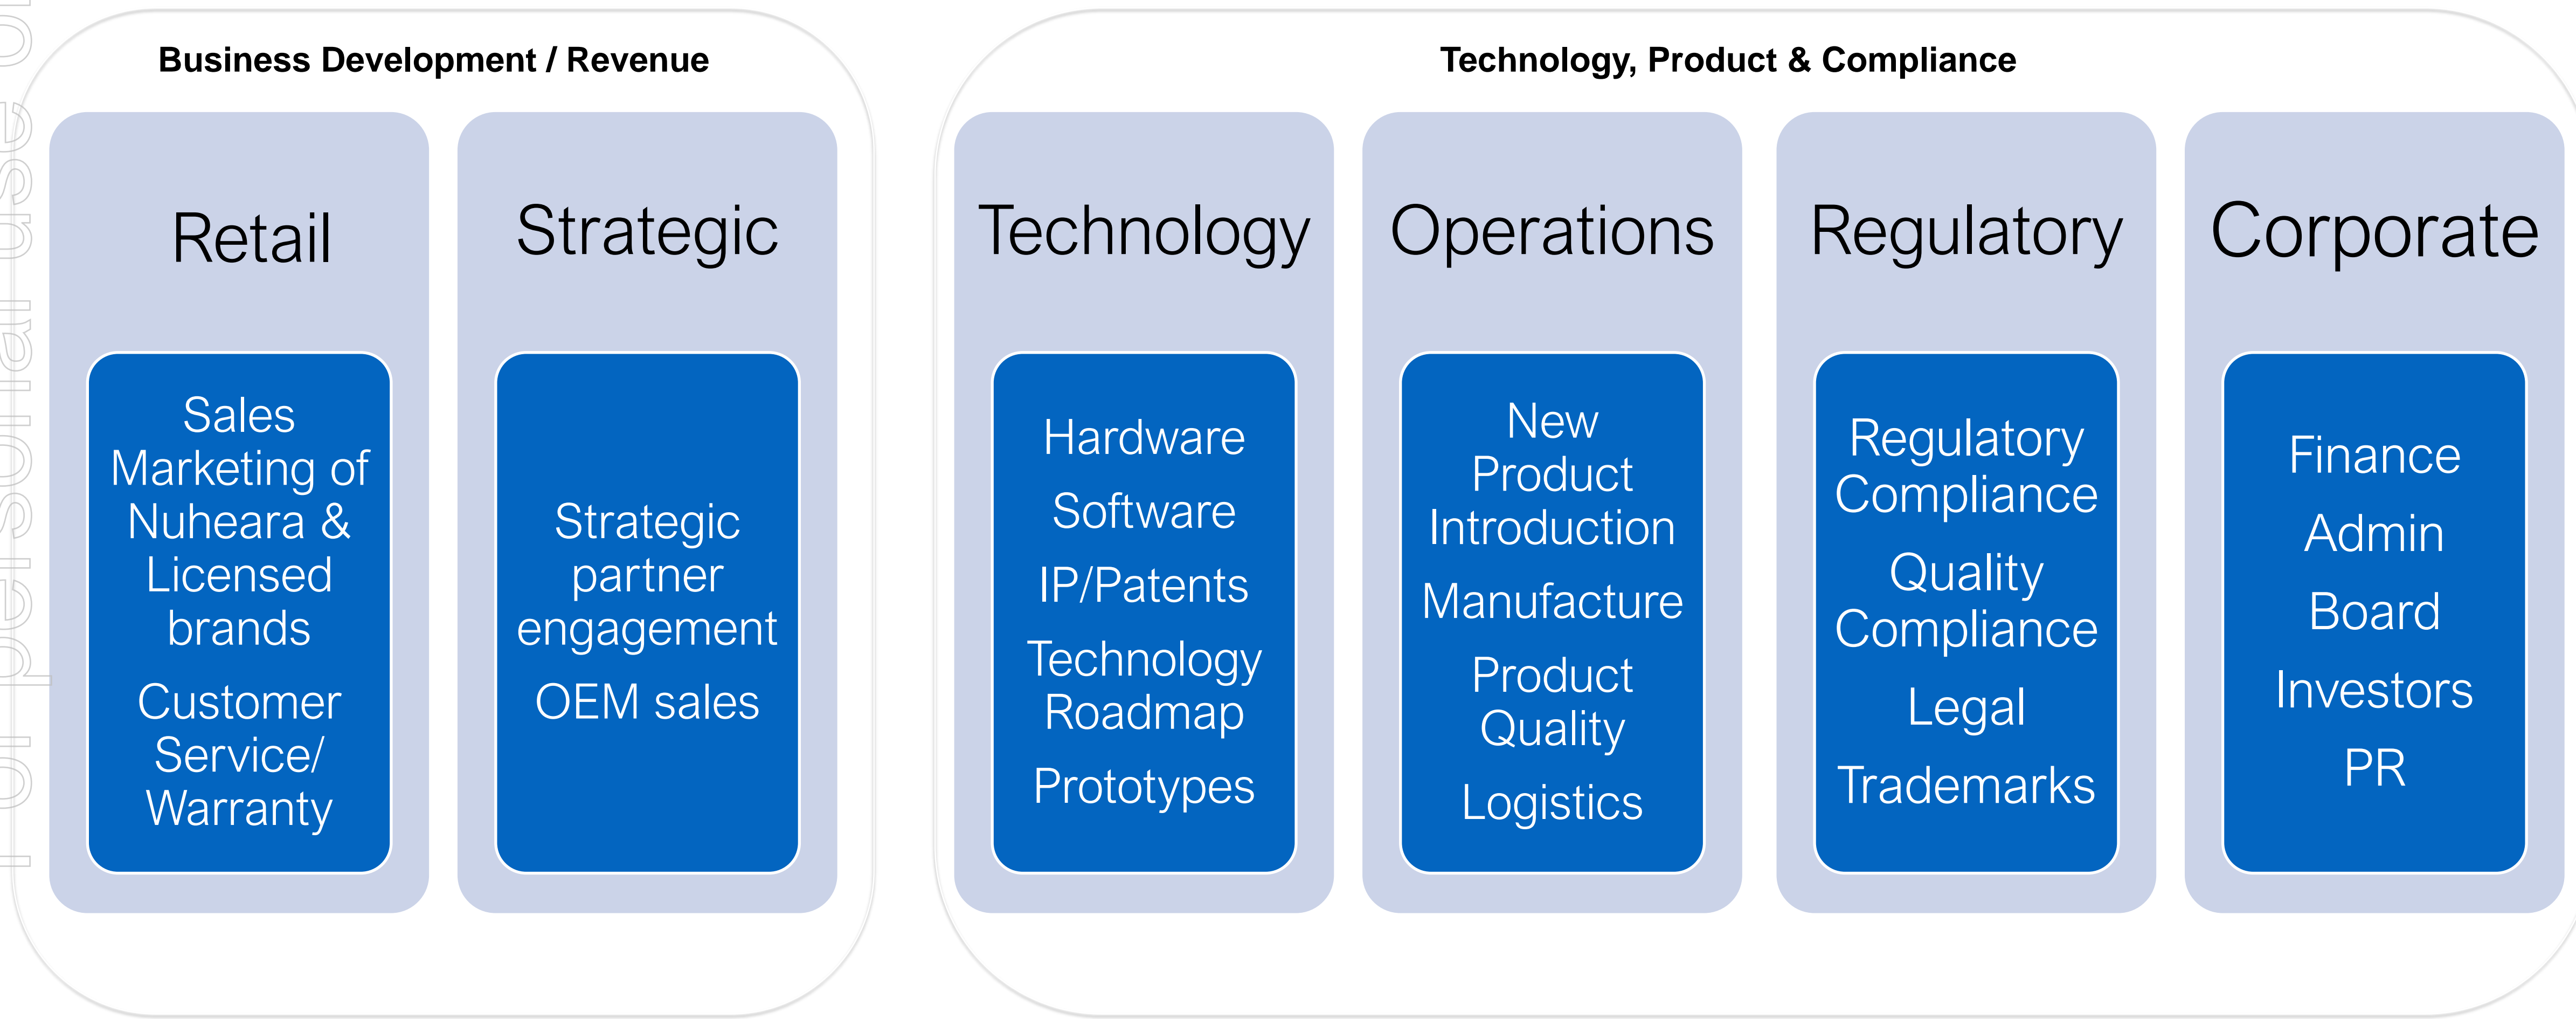 Business Development / Revenue
Technology, Product & Compliance
Retail
Sales
Marketing of
Nuheara &
Licensed
brands
Customer
Service/
Warranty
Strategic
Strategic
partner
engagement
OEM sales
Technology
Hardware
Software
IP/Patents
Technology
Roadmap
Prototypes
Operations
New
Product
Introduction
Manufacture
Product
Quality
Logistics
Regulatory
Regulatory
Compliance
Quality
Compliance
Legal
Trademarks
Corporate
Finance
Admin
Board
Investors
PR
personal use